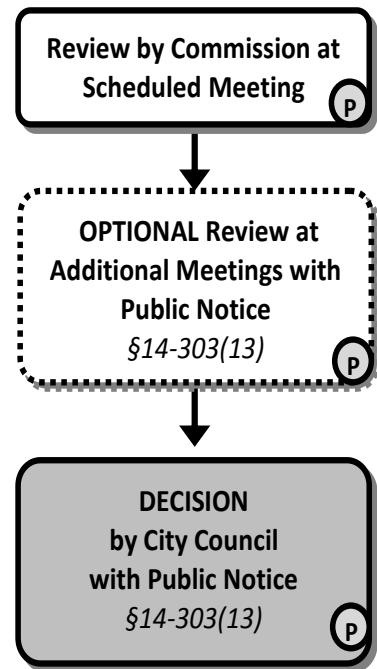 Review by Commission at
Scheduled Meeting
P
OPTIONAL Review at
Additional Meetings with
Public Notice
§14-303(13)
P
DECISION
by City Council
with Public Notice
§14-303(13)
P